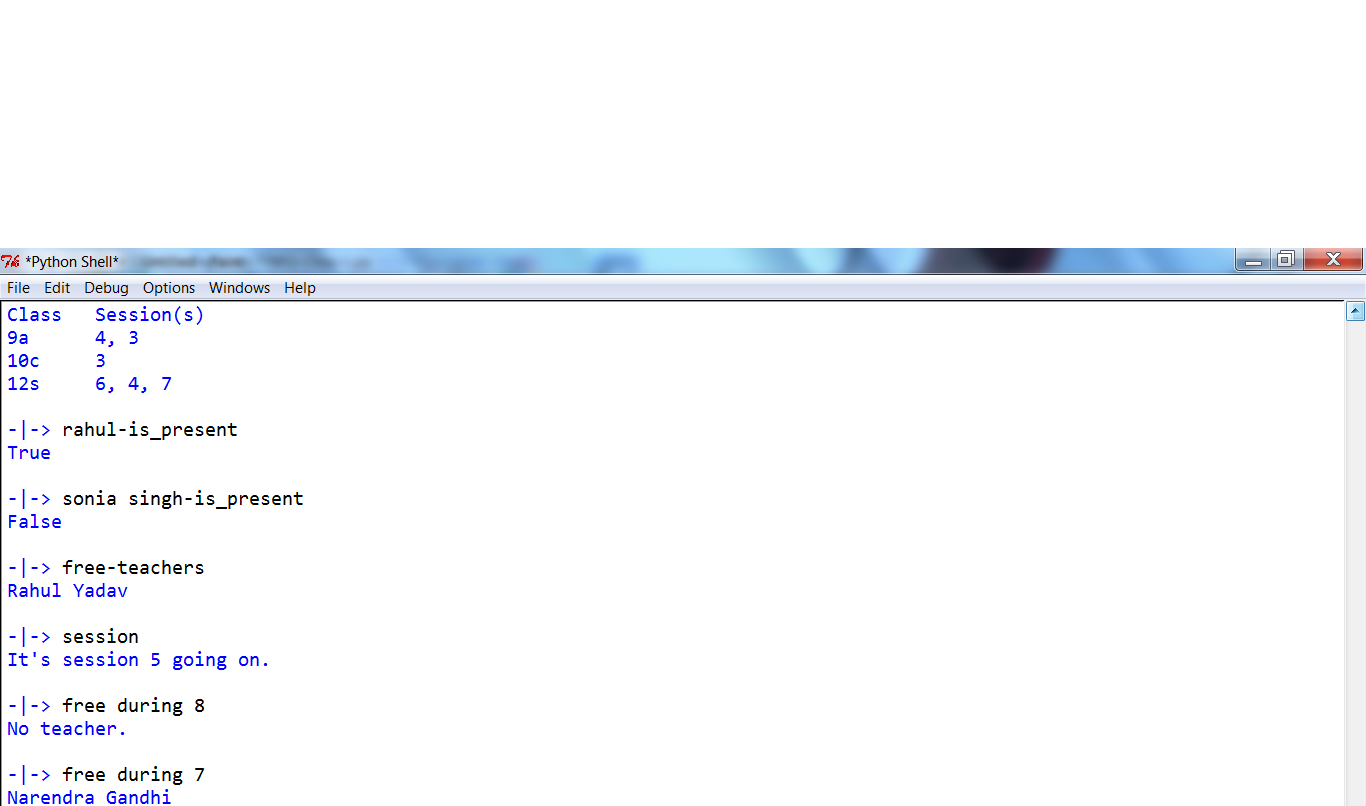 *Python Shell*
File Edit Debug Options Windows Help
Class Session(s)
9a 4, 3
10c 3
12s 6, 4, 7
-|-> rahul-is_present
True
-|-> sonia singh-is_present
False
-|-> free-teachers
Rahul Yadav
-|-> session
It's session 5 going on.
-|-> free during 8
No teacher.
-|-> free during 7
Narendra Gandhi